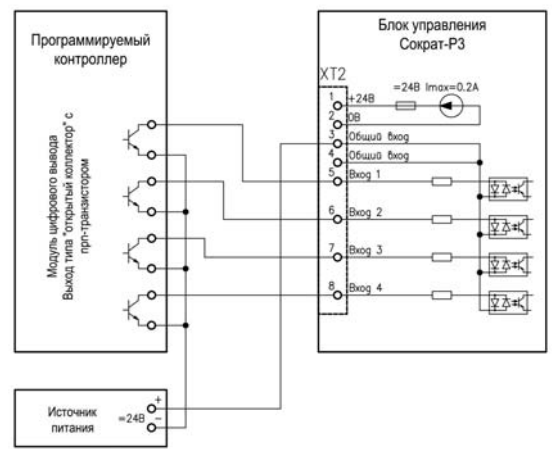 Программируемый
контроллер
Модуль цифрового вывода
Выход типа "открытый коллектор" с
npn-транзистором
Источник
питания
=24В
+
−
Блок управления
Сократ-Р3
XT2
=24В Imax=0.2А
1 +24В
2 0В
3 Общий вход
4 Общий вход
5 Вход 1
6 Вход 2
7 Вход 3
8 Вход 4